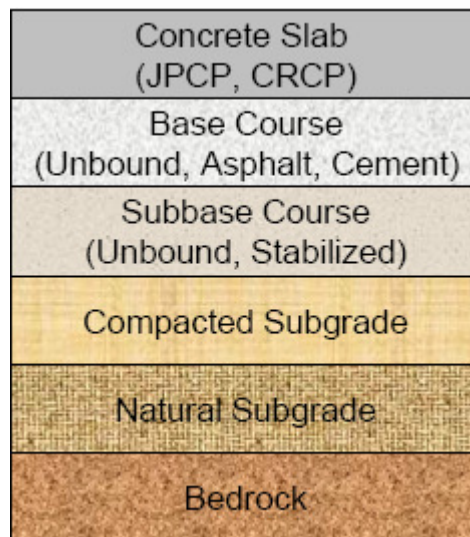 Concrete Slab
(JPCP, CRCP)
Base Course
(Unbound, Asphalt, Cement)
Subbase Course
(Unbound, Stabilized)
Compacted Subgrade
Natural Subgrade
Bedrock